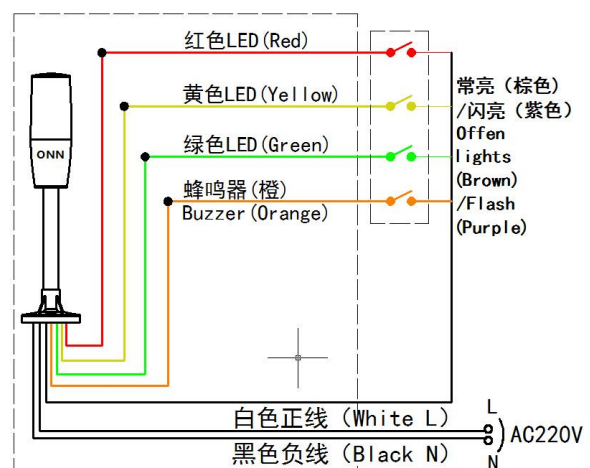 红色LED(Red)
黄色LED(Yellow)
绿色LED(Green)
蜂鸣器(橙)
Buzzer(Orange)
常亮（棕色）
/闪亮（紫色）
Offen
lights
(Brown)
/Flash
(Purple)
ONN
白色正线（White L）
黑色负线（Black N）
L
AC220V
N